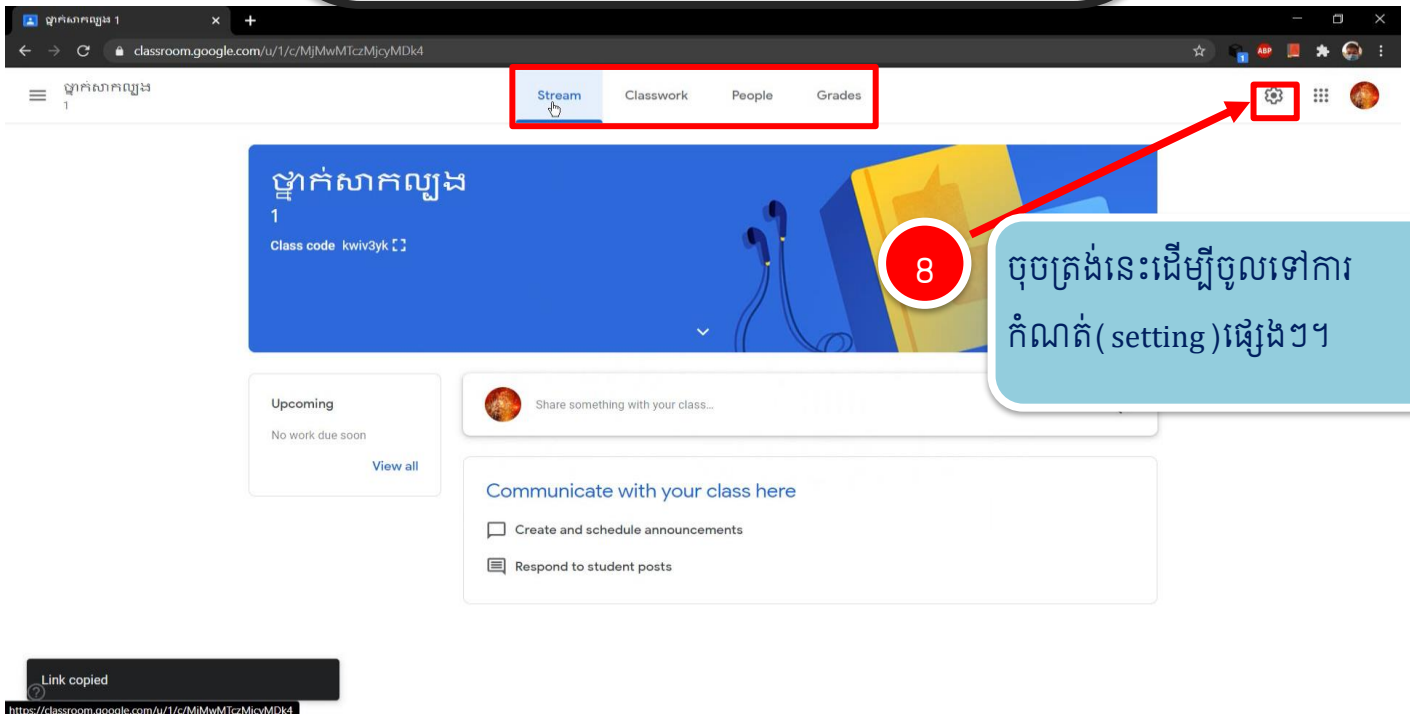 ថ្នាក់សាកល្បង 1
classroom.google.com/u/1/c/MjMwMTczMjcyMDk4
ABP
1
ថ្នាក់សាកល្បង
1
Stream Classwork People Grades
ថ្នាក់សាកល្បង
1
Class code kwiv3yk
8
ចុចត្រង់នេះដើម្បីចូលទៅការ
កំណត់( setting )ផ្សេងៗ។
Upcoming
No work due soon
View all
Share something with your class...
Communicate with your class here
Create and schedule announcements
Respond to student posts
Link copied
https://classroom.google.com/u/1/c/MjMwMTczMjcyMDk4